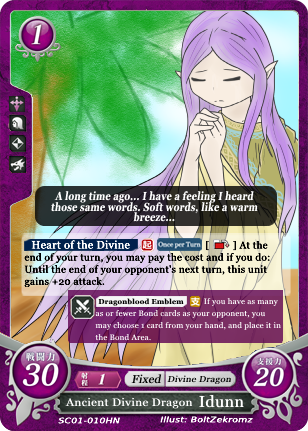 1
A long time ago... I have a feeling I heard
those same words. Soft words, like a warm
breeze...
Heart of the Divine 起 Once per Turn [ ] At the
end of your turn, you may pay the cost and if you do:
Until the end of your opponent's next turn, this unit
gains +20 attack.
Dragonblood Emblem 支 If you have as many
as or fewer Bond cards as your opponent, you
may choose 1 card from your hand, and place it in
the Bond Area.
戦闘力
30
射程 1
Fixed Divine Dragon
支援力
20
Ancient Divine Dragon Idunn
SC01-010HN Illust: BoltZekromz